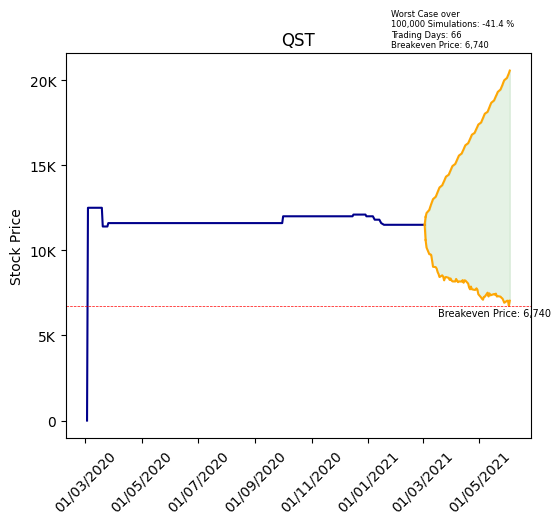 Worst Case over
100,000 Simulations: -41.4 %
Trading Days: 66
Breakeven Price: 6,740
QST
Stock Price
20K
15K
10K
5K
0
Breakeven Price: 6,740
01/03/2020
01/05/2020
01/07/2020
01/09/2020
01/11/2020
01/01/2021
01/03/2021
01/05/2021